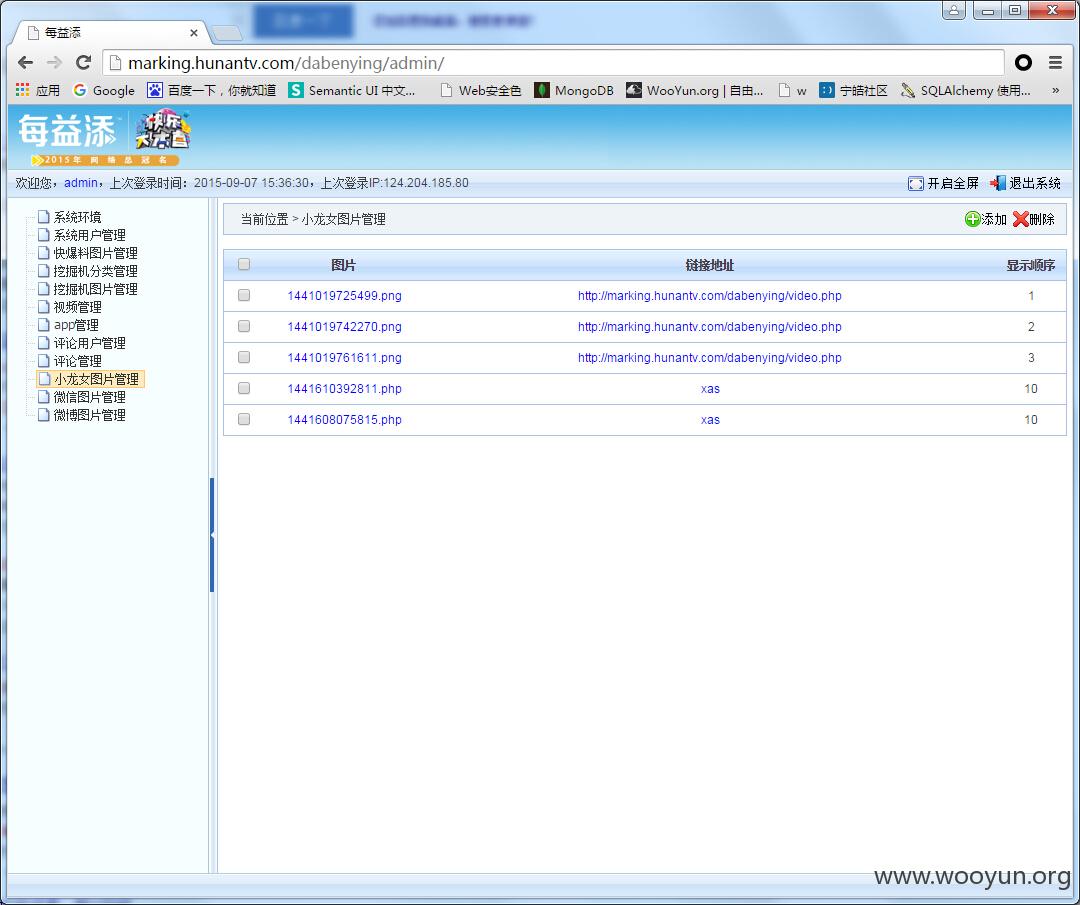 每益添
marking.hunantv.com/dabenying/admin/
应用 Google 百度一下，你就知道 Semantic UI 中文... Web安全色 MongoDB WooYun.org | 自由... w 宁皓社区 SQLAlchemy 使用... »
每益添 快乐大本营
2015年网络总冠名
欢迎您，admin，上次登录时间：2015-09-07 15:36:30，上次登录IP:124.204.185.80 开启全屏 退出系统
系统环境
系统用户管理
快爆料图片管理
挖掘机分类管理
挖掘机图片管理
视频管理
app管理
评论用户管理
评论管理
小龙女图片管理
微信图片管理
微博图片管理
当前位置 > 小龙女图片管理 添加 删除
图片 链接地址 显示顺序
1441019725499.png http://marking.hunantv.com/dabenying/video.php 1
1441019742270.png http://marking.hunantv.com/dabenying/video.php 2
1441019761611.png http://marking.hunantv.com/dabenying/video.php 3
1441610392811.php xas 10
1441608075815.php xas 10
www.wooyun.org